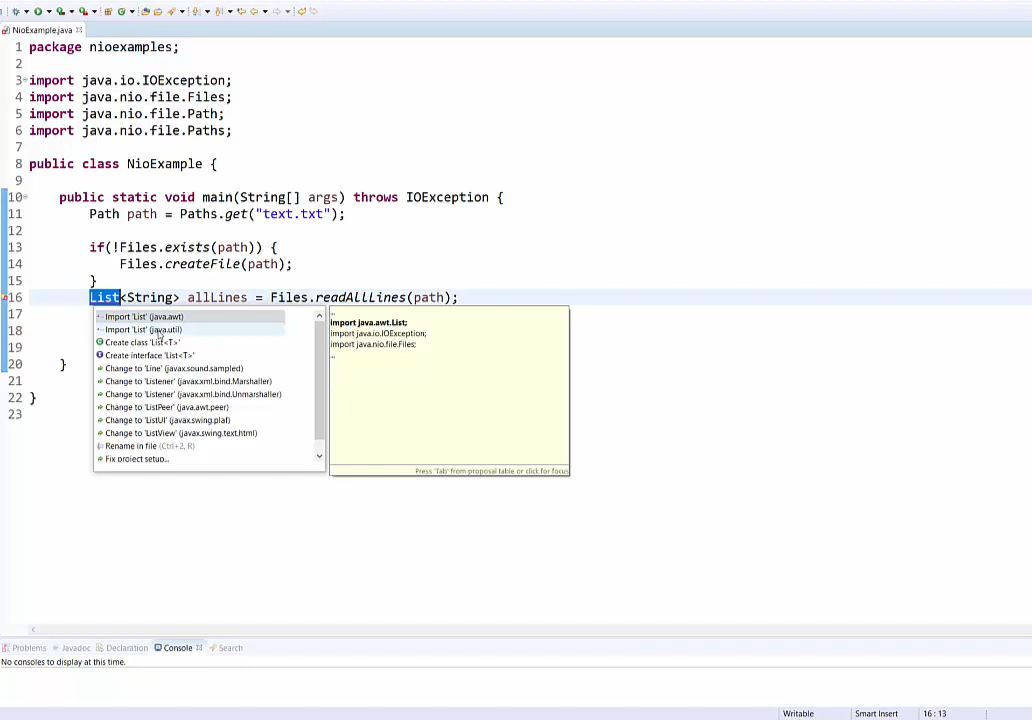 NioExample.java
1 package nioexamples;
2
3 import java.io.IOException;
4 import java.nio.file.Files;
5 import java.nio.file.Path;
6 import java.nio.file.Paths;
7
8 public class NioExample {
9
10 public static void main(String[] args) throws IOException {
11 Path path = Paths.get("text.txt");
12
13 if(!Files.exists(path)) {
14 Files.createFile(path);
15 }
16 List<String> allLines = Files.readAllLines(path);
17
18
19
20 }
21
22 }
23
Import 'List' (java.awt)
Import 'List' (java.util)
Create class 'List<T>'
Create interface 'List<T>'
Change to 'Line' (javax.sound.sampled)
Change to 'Listener' (javax.xml.bind.Marshaller)
Change to 'Listener' (javax.xml.bind.Unmarshaller)
Change to 'ListPeer' (java.awt.peer)
Change to 'ListUI' (javax.swing.plaf)
Change to 'ListView' (javax.swing.text.html)
Rename in file (Ctrl+2, R)
Fix project setup...
...
import java.awt.List;
import java.io.IOException;
import java.nio.file.Files;
...
Press 'Tab' from proposal table or click for focus
Problems Javadoc Declaration Console Search
No consoles to display at this time.
Writable Smart Insert 16 : 13